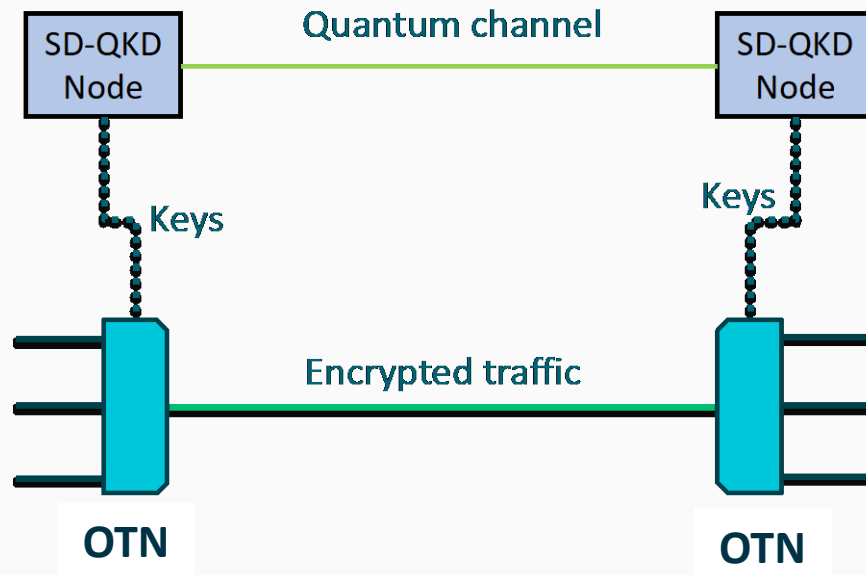 Quantum channel
SD-QKD
Node
SD-QKD
Node
Keys
Keys
Encrypted traffic
OTN
OTN